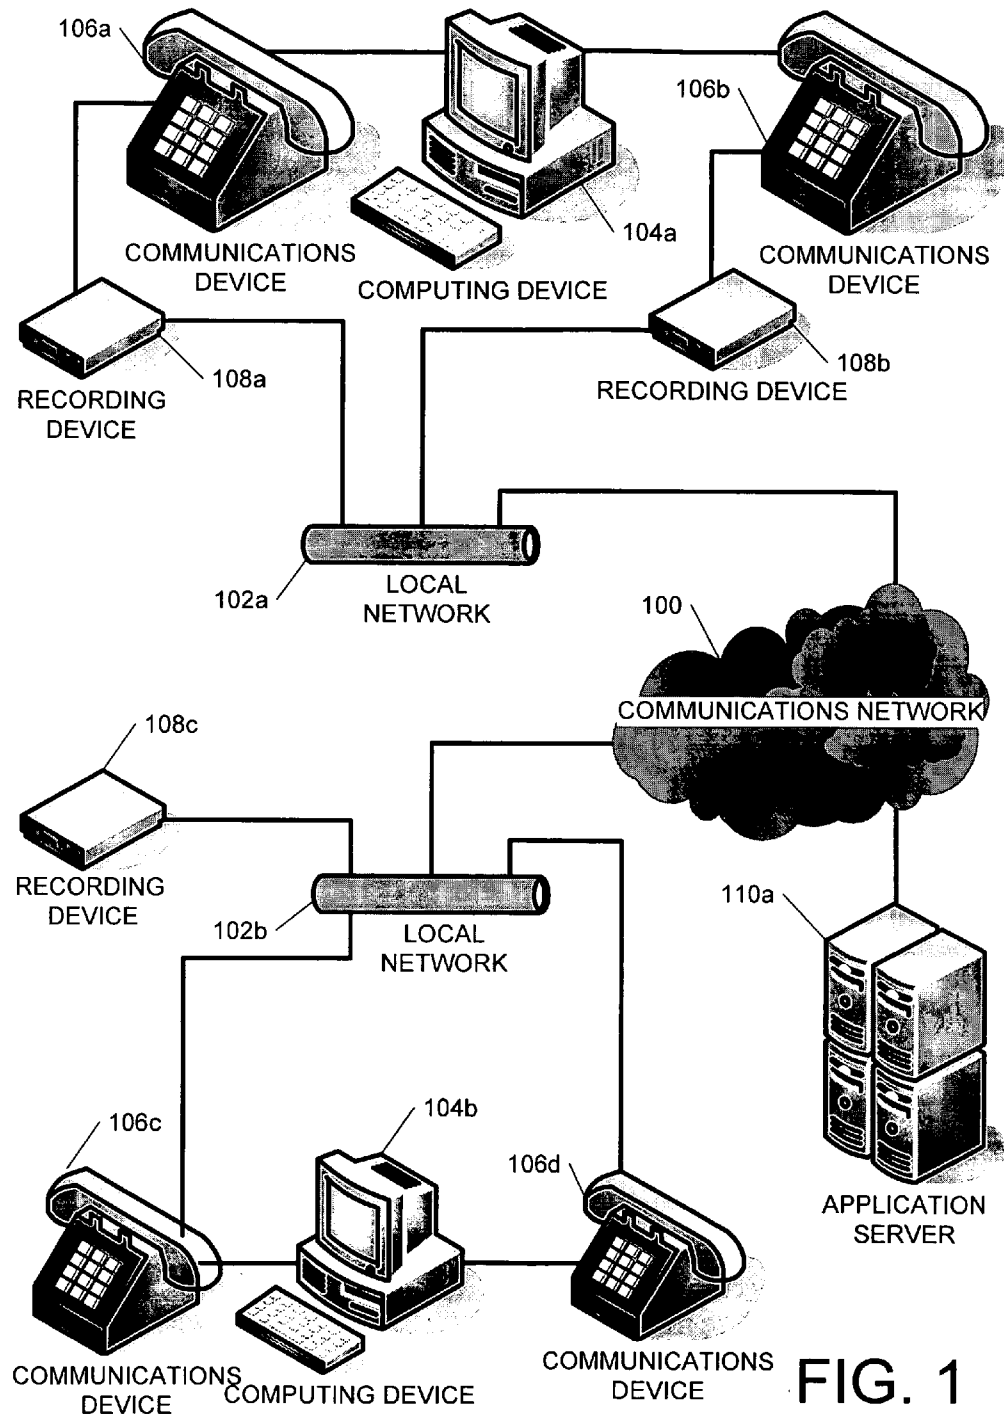 106a
106b
104a
COMMUNICATIONS
DEVICE
COMPUTING DEVICE
COMMUNICATIONS
DEVICE
108a
108b
RECORDING
DEVICE
RECORDING DEVICE
102a
LOCAL
NETWORK
100
COMMUNICATIONS NETWORK
108c
RECORDING
DEVICE
102b
LOCAL
NETWORK
110a
APPLICATION
SERVER
106c
104b
106d
COMMUNICATIONS
DEVICE
COMPUTING DEVICE
COMMUNICATIONS
DEVICE
FIG. 1